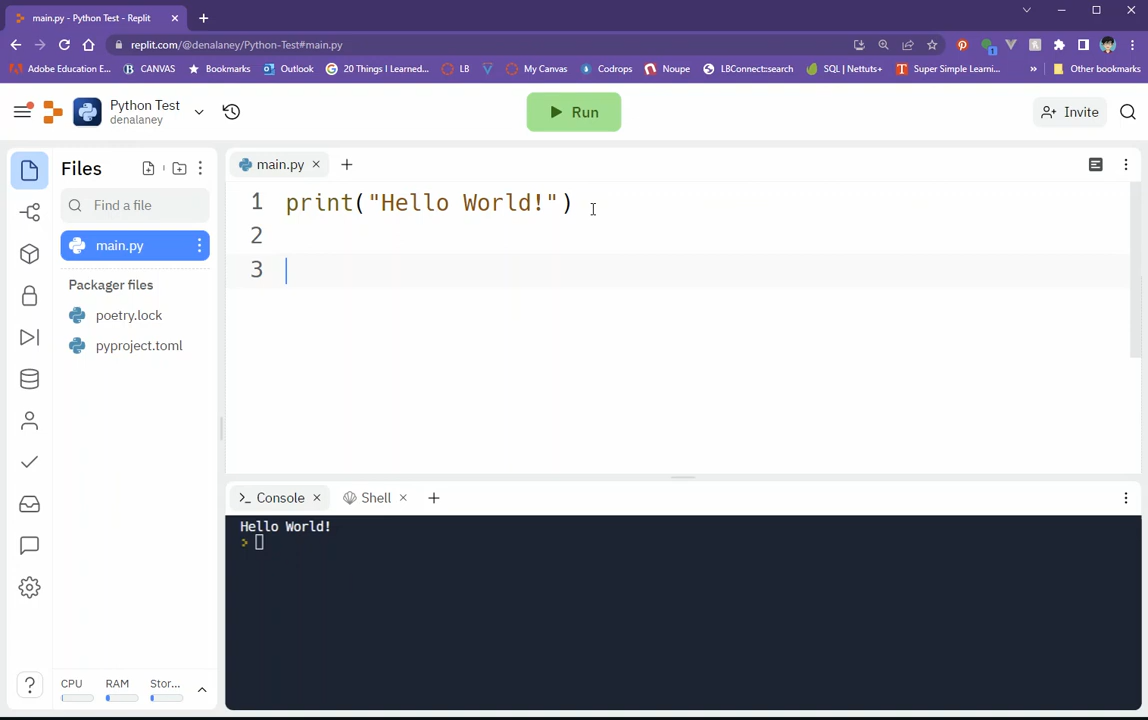 main.py - Python Test - Replit
replit.com/@denalaney/Python-Test#main.py
Adobe Education E...
CANVAS
Bookmarks
Outlook
20 Things I Learned...
LB
My Canvas
Codrops
Noupe
LBConnect::search
SQL | Nettuts+
Super Simple Learni...
»
Other bookmarks
Python Test
denalaney
Run
Invite
Files
main.py
Find a file
1 print("Hello World!")
main.py
2
3
Packager files
poetry.lock
pyproject.toml
>_ Console
Shell
Hello World!
>
CPU
RAM
Stor...